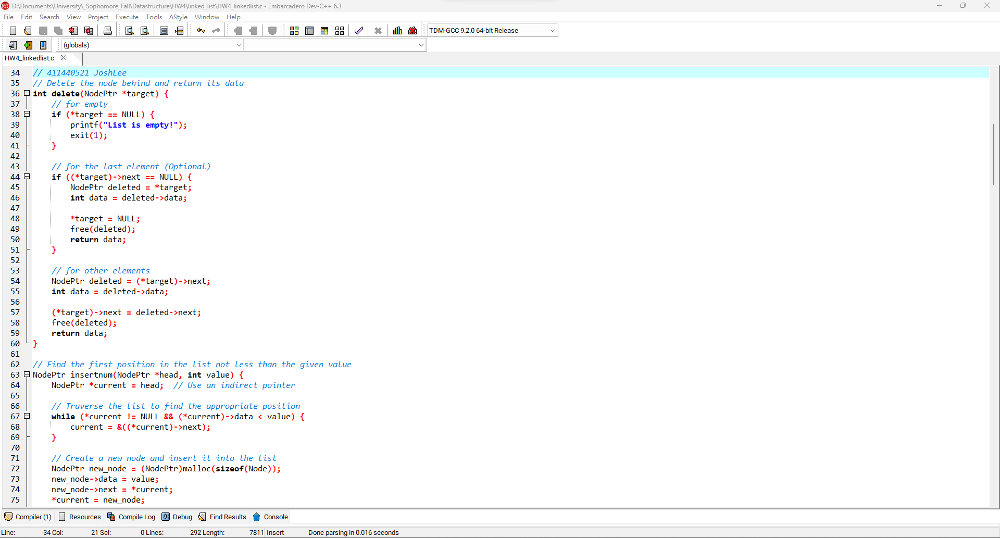 D:\Documents\University\_Sophomore_Fall\Datastructure\HW4\linked_list\HW4_linkedlist.c - Embarcadero Dev-C++ 6.3
File Edit Search View Project Execute Tools AStyle Window Help
TDM-GCC 9.2.0 64-bit Release
(globals)
HW4_linkedlist.c
34 // 411440521 JoshLee
35 // Delete the node behind and return its data
36 int delete(NodePtr *target) {
37     // for empty
38     if (*target == NULL) {
39         printf("List is empty!");
40         exit(1);
41     }
42
43     // for the last element (Optional)
44     if ((*target)->next == NULL) {
45         NodePtr deleted = *target;
46         int data = deleted->data;
47
48         *target = NULL;
49         free(deleted);
50         return data;
51     }
52
53     // for other elements
54     NodePtr deleted = (*target)->next;
55     int data = deleted->data;
56
57     (*target)->next = deleted->next;
58     free(deleted);
59     return data;
60 }
61
62 // Find the first position in the list not less than the given value
63 NodePtr insertnum(NodePtr *head, int value) {
64     NodePtr *current = head;  // Use an indirect pointer
65
66     // Traverse the list to find the appropriate position
67     while (*current != NULL && (*current)->data < value) {
68         current = &((*current)->next);
69     }
70
71     // Create a new node and insert it into the list
72     NodePtr new_node = (NodePtr)malloc(sizeof(Node));
73     new_node->data = value;
74     new_node->next = *current;
75     *current = new_node;
Compiler (1) Resources Compile Log Debug Find Results Console
Line: 34 Col: 21 Sel: 0 Lines: 292 Length: 7811 Insert Done parsing in 0.016 seconds